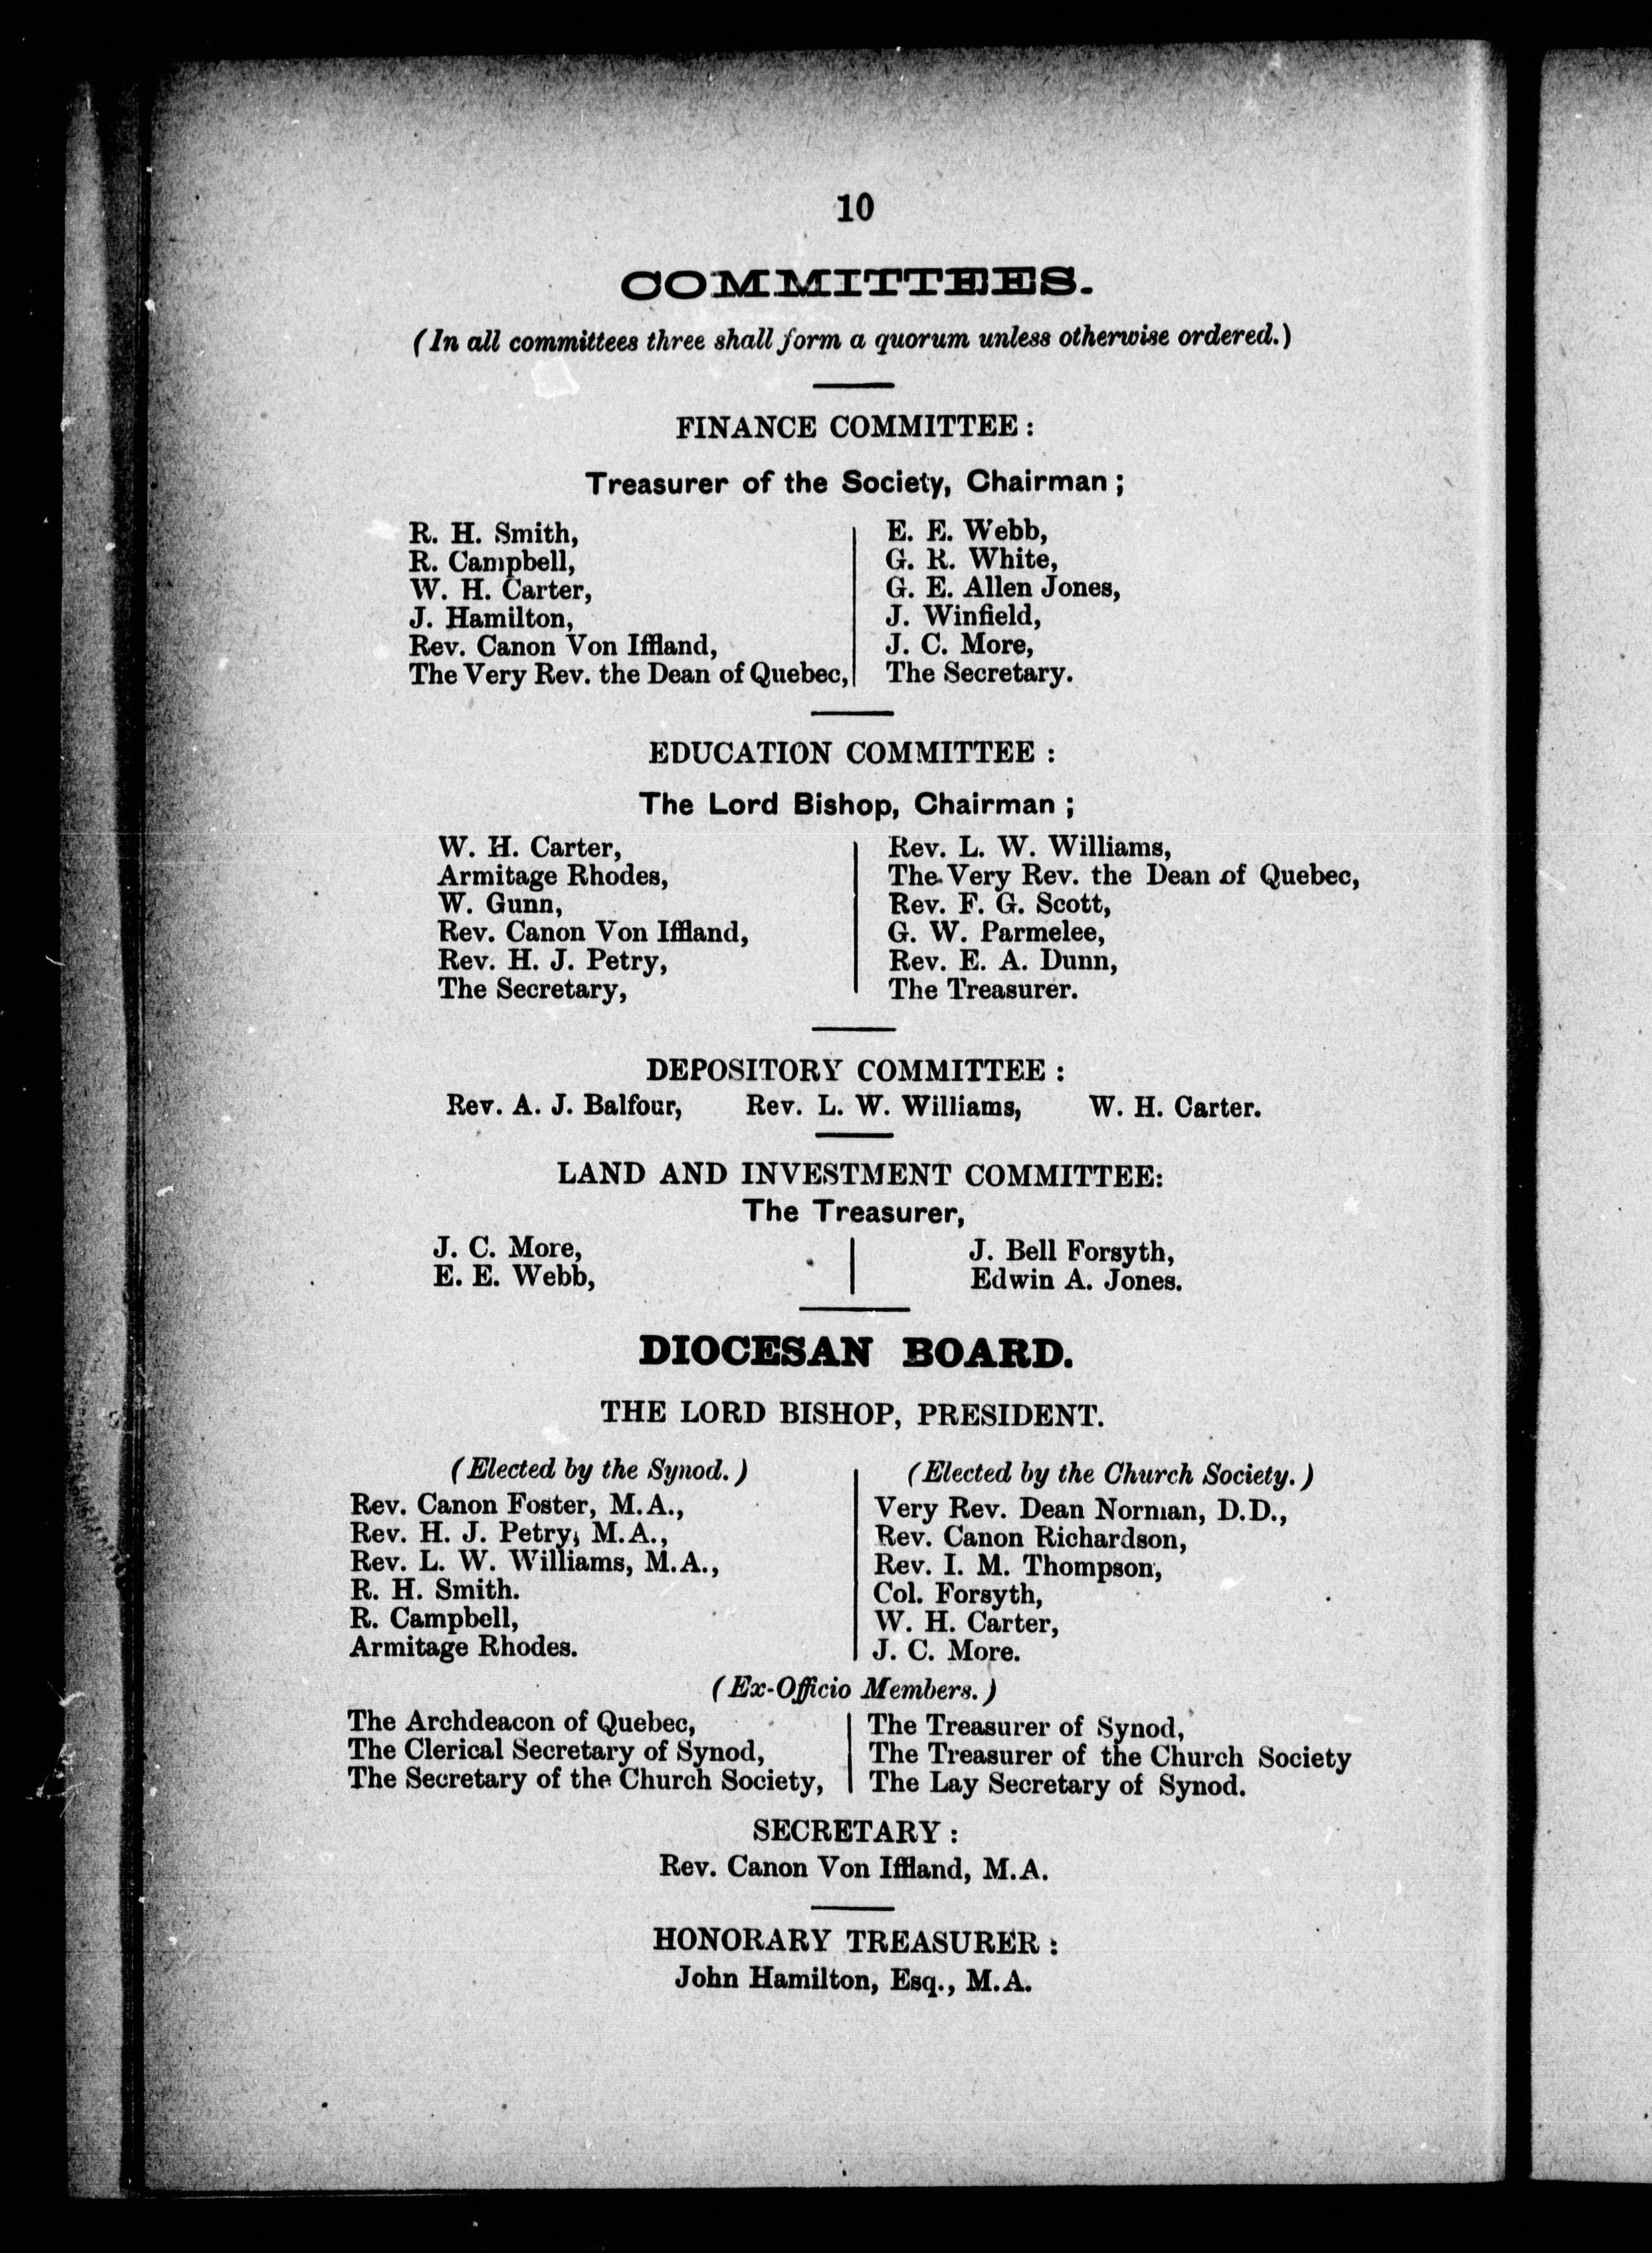 10
COMMITTEES.
(In all committees three shall form a quorum unless otherwise ordered.)
FINANCE COMMITTEE :
Treasurer of the Society, Chairman ;
R. H. Smith,
R. Campbell,
W. H. Carter,
J. Hamilton,
Rev. Canon Von Iffland,
The Very Rev. the Dean of Quebec,
E. E. Webb,
G. R. White,
G. E. Allen Jones,
J. Winfield,
J. C. More,
The Secretary.
EDUCATION COMMITTEE :
The Lord Bishop, Chairman ;
W. H. Carter,
Armitage Rhodes,
W. Gunn,
Rev. Canon Von Iffland,
Rev. H. J. Petry,
The Secretary,
Rev. L. W. Williams,
The Very Rev. the Dean of Quebec,
Rev. F. G. Scott,
G. W. Parmelee,
Rev. E. A. Dunn,
The Treasurer.
DEPOSITORY COMMITTEE :
Rev. A. J. Balfour, Rev. L. W. Williams, W. H. Carter.
LAND AND INVESTMENT COMMITTEE:
The Treasurer,
J. C. More,
E. E. Webb,
J. Bell Forsyth,
Edwin A. Jones.
DIOCESAN BOARD.
THE LORD BISHOP, PRESIDENT.
(Elected by the Synod.)
Rev. Canon Foster, M.A.,
Rev. H. J. Petry, M.A.,
Rev. L. W. Williams, M.A.,
R. H. Smith.
R. Campbell,
Armitage Rhodes.
(Elected by the Church Society.)
Very Rev. Dean Norman, D.D.,
Rev. Canon Richardson,
Rev. I. M. Thompson,
Col. Forsyth,
W. H. Carter,
J. C. More.
(Ex-Officio Members.)
The Archdeacon of Quebec,
The Clerical Secretary of Synod,
The Secretary of the Church Society,
The Treasurer of Synod,
The Treasurer of the Church Society
The Lay Secretary of Synod.
SECRETARY :
Rev. Canon Von Iffland, M.A.
HONORARY TREASURER :
John Hamilton, Esq., M.A.